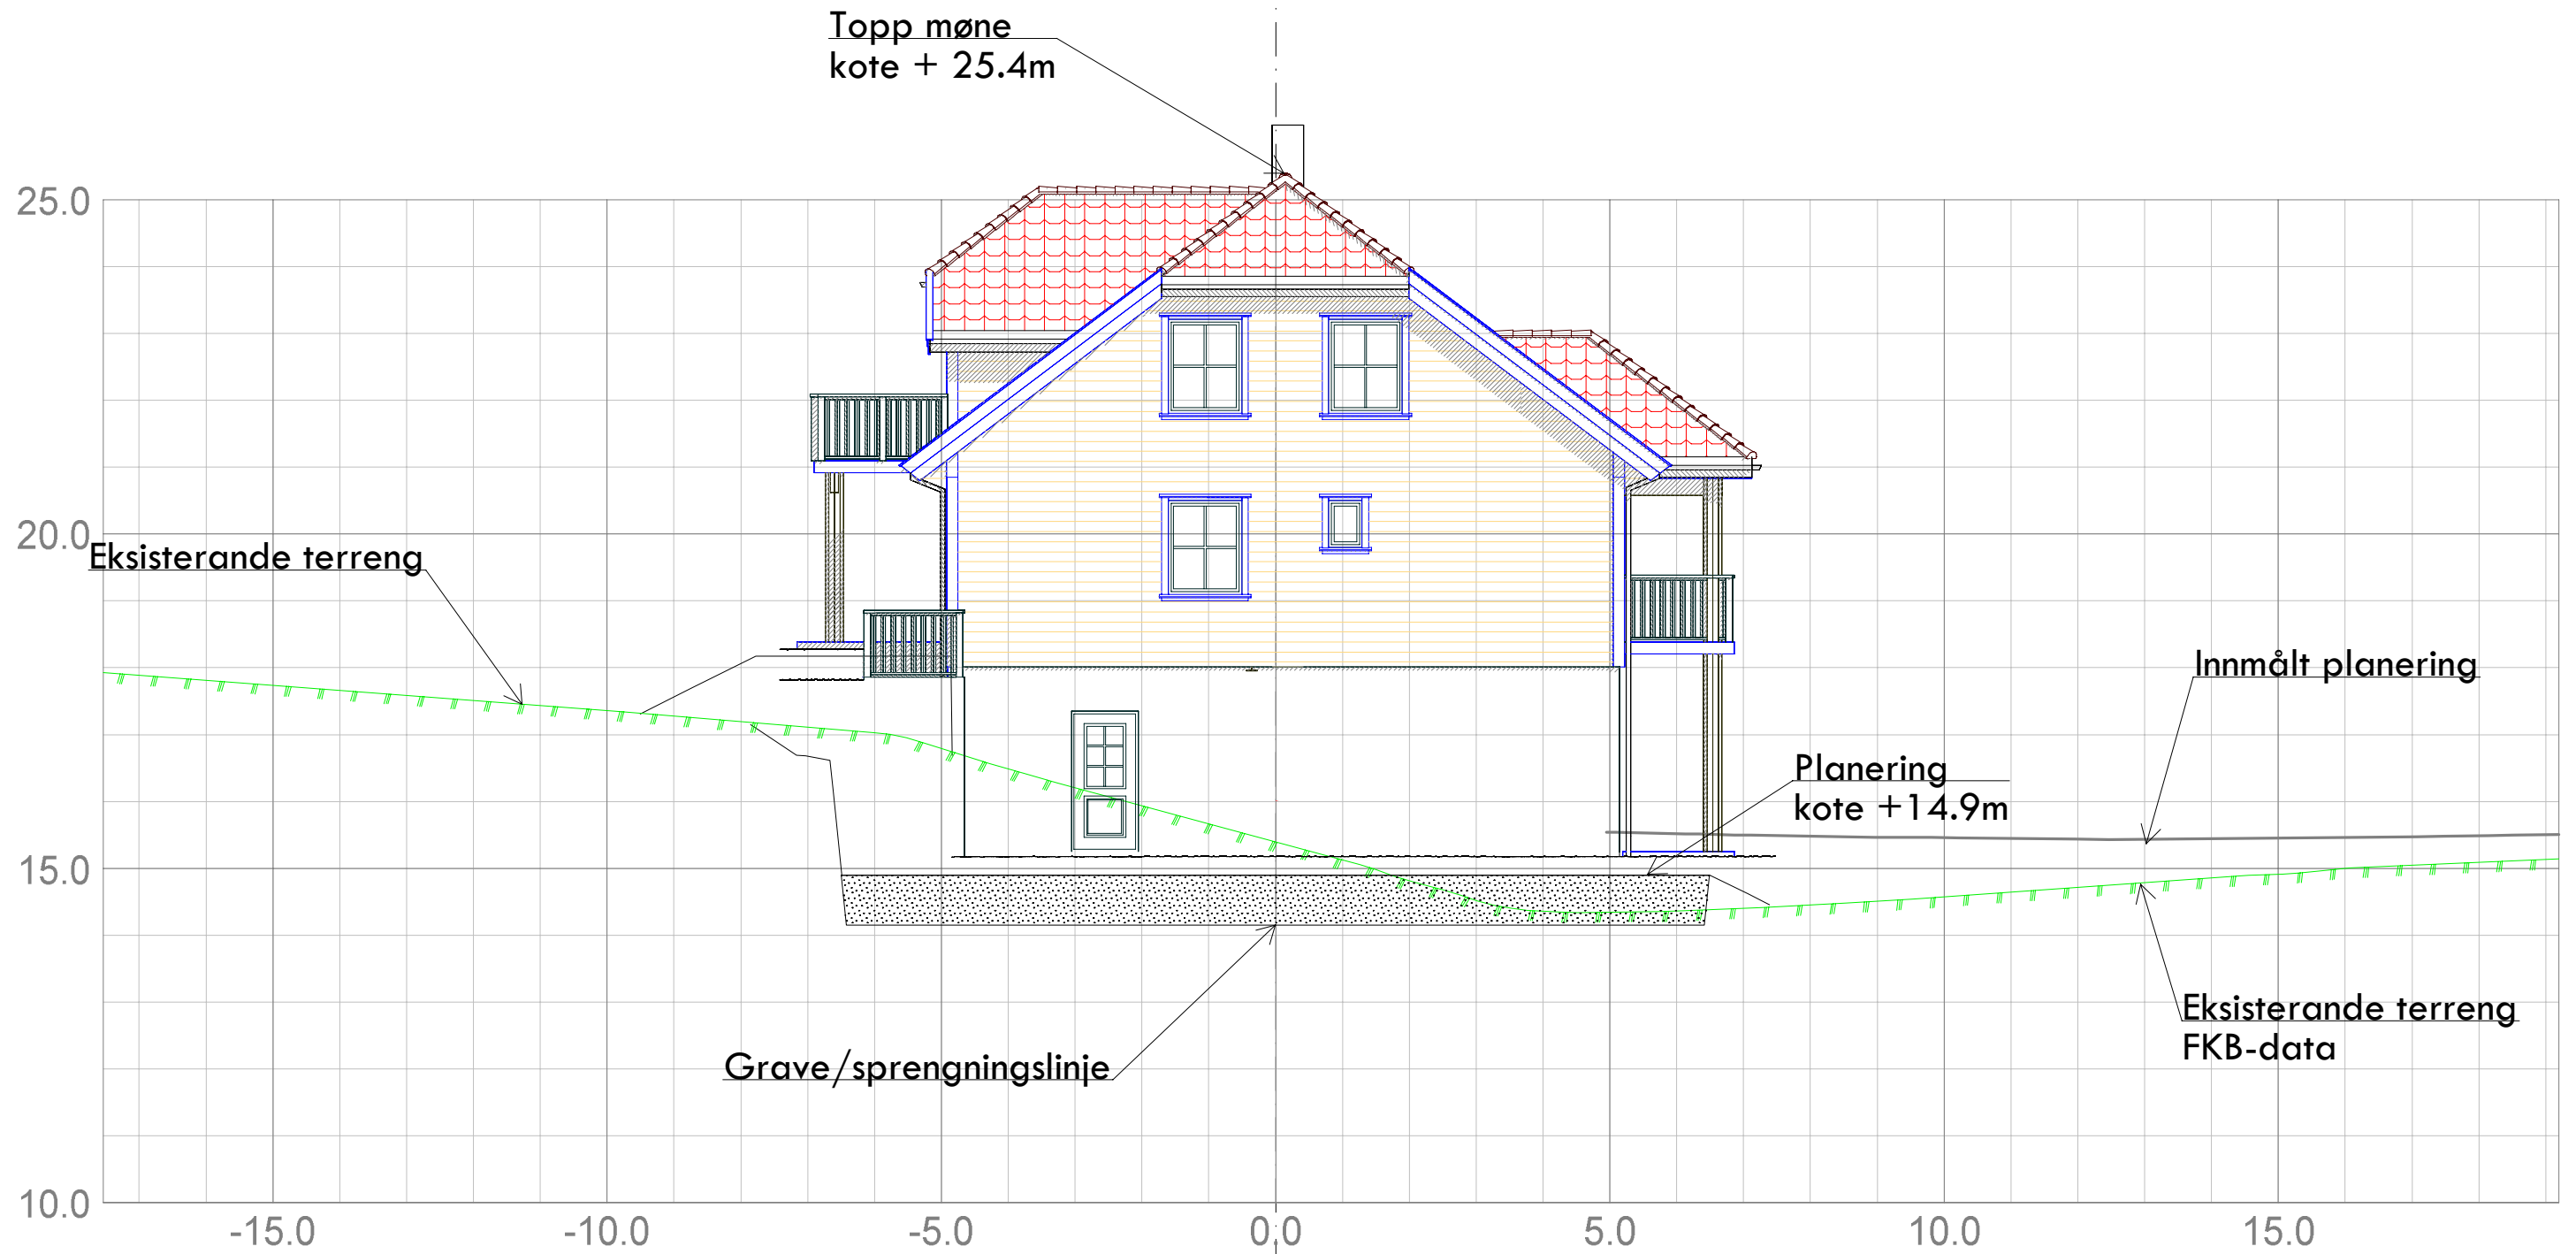 Topp møne
kote + 25.4m
25.0
20.0
Eksisterande terreng
Innmålt planering
Planering
kote +14.9m
15.0
Eksisterande terreng
FKB-data
Grave/sprengningslinje
10.0
-15.0 -10.0 -5.0 0.0 5.0 10.0 15.0